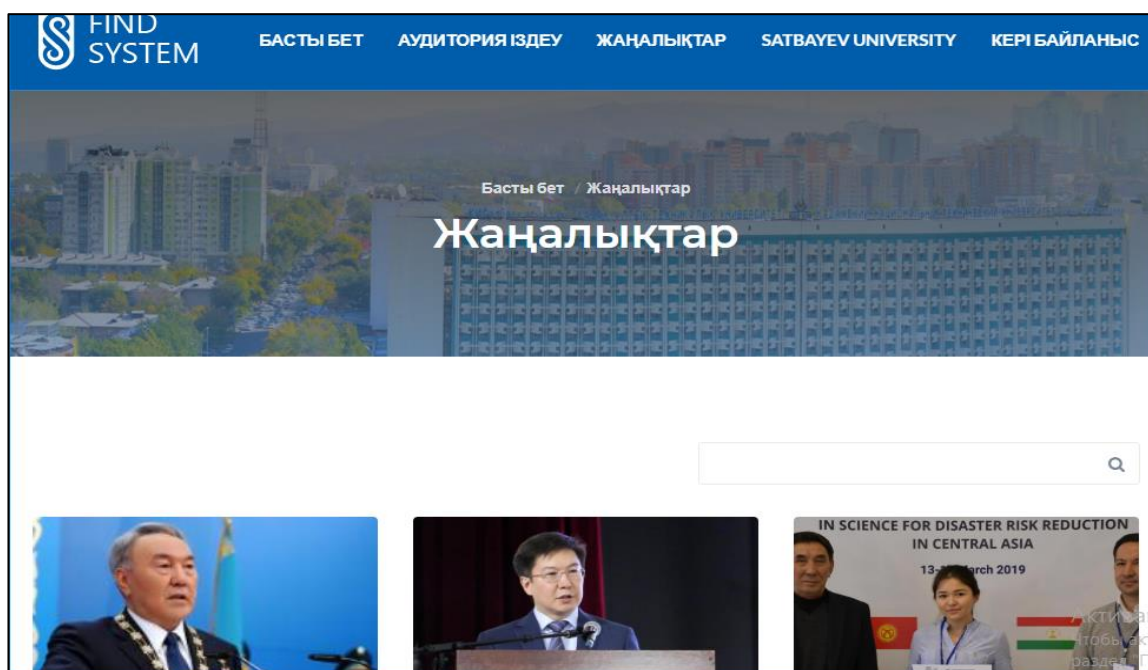 FIND
SYSTEM
БАСТЫ БЕТ АУДИТОРИЯ ІЗДЕУ ЖАҢАЛЫҚТАР SATBAYEV UNIVERSITY КЕРІ БАЙЛАНЫС
Басты бет / Жаңалықтар
Жаңалықтар
IN SCIENCE FOR DISASTER RISK REDUCTION
IN CENTRAL ASIA
2019